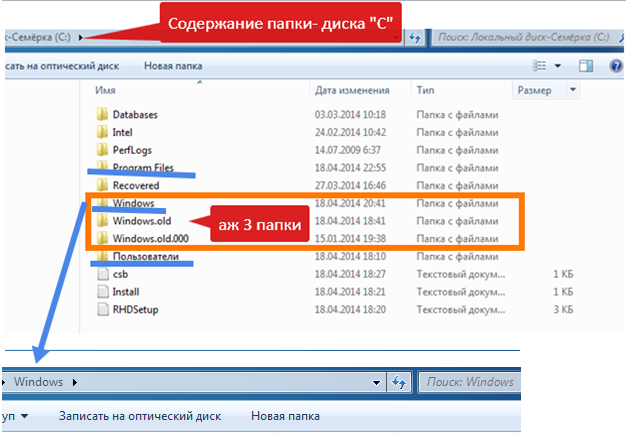 Содержание папки- диска "С"
к-Семёрка (C:)
Поиск: Локальный диск-Семёрка (C:)
сать на оптический диск Новая папка
Имя Дата изменения Тип Размер
Databases 03.03.2014 10:18 Папка с файлами
Intel 24.02.2014 10:42 Папка с файлами
PerfLogs 14.07.2009 6:37 Папка с файлами
Program Files 18.04.2014 22:55 Папка с файлами
Recovered 27.03.2014 16:46 Папка с файлами
Windows 18.04.2014 20:41 Папка с файлами
Windows.old аж 3 папки 18.04.2014 18:41 Папка с файлами
Windows.old.000 15.01.2014 19:38 Папка с файлами
Пользователи 18.04.2014 18:10 Папка с файлами
csb 18.04.2014 18:27 Текстовый докум... 1 КБ
Install 18.04.2014 18:21 Текстовый докум... 1 КБ
RHDSetup 18.04.2014 18:20 Текстовый докум... 3 КБ
Windows Поиск: Windows
уп Записать на оптический диск Новая папка